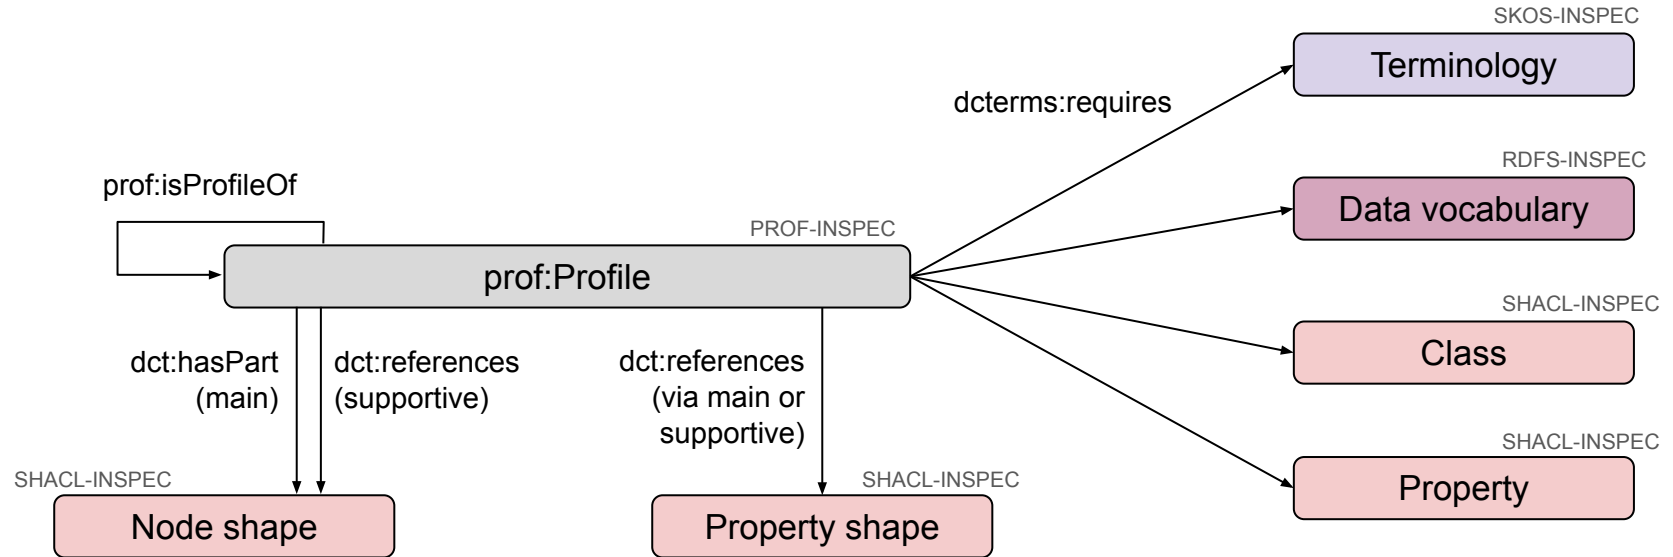 SKOS-INSPEC
Terminology
dcterms:requires
RDFS-INSPEC
Data vocabulary
prof:isProfileOf
PROF-INSPEC
prof:Profile
SHACL-INSPEC
Class
dct:hasPart
(main)
dct:references
(supportive)
dct:references
(via main or
supportive)
SHACL-INSPEC
Property
SHACL-INSPEC
Node shape
SHACL-INSPEC
Property shape